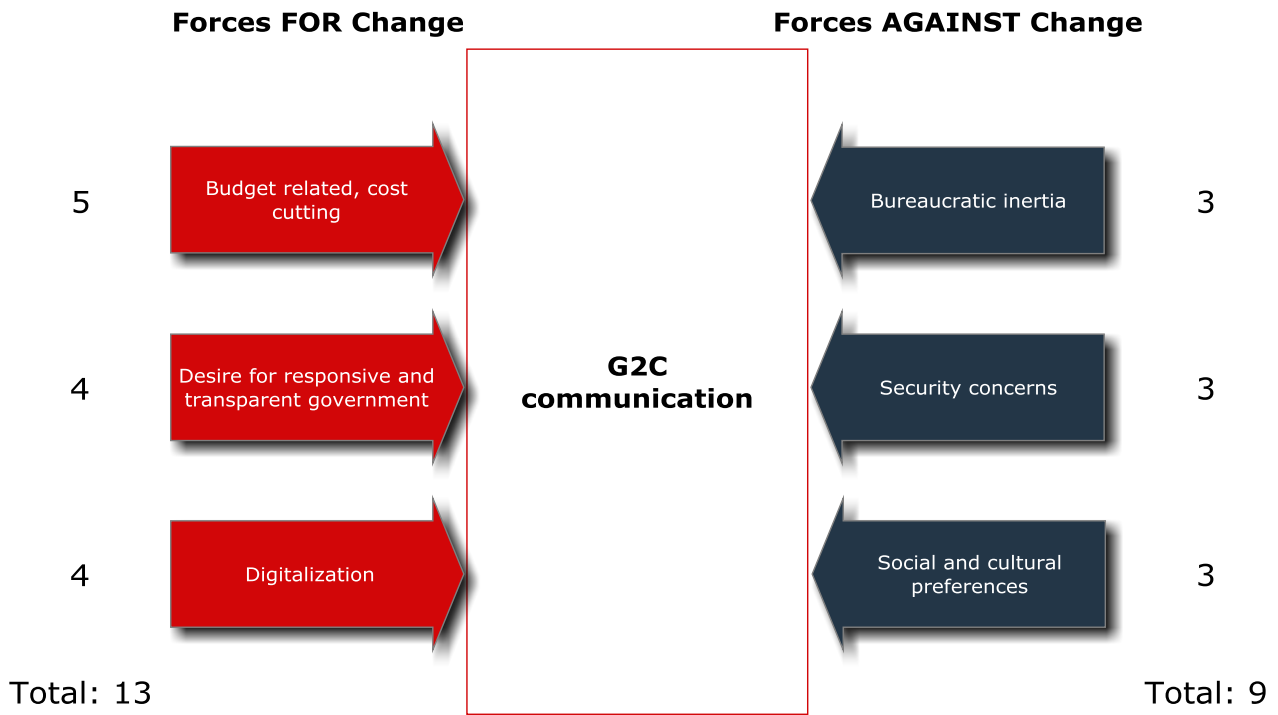 Forces FOR Change
Forces AGAINST Change
5
Budget related, cost
cutting
Bureaucratic inertia
3
4
Desire for responsive and
transparent government
G2C
communication
Security concerns
3
4
Digitalization
Social and cultural
preferences
3
Total: 13
Total: 9